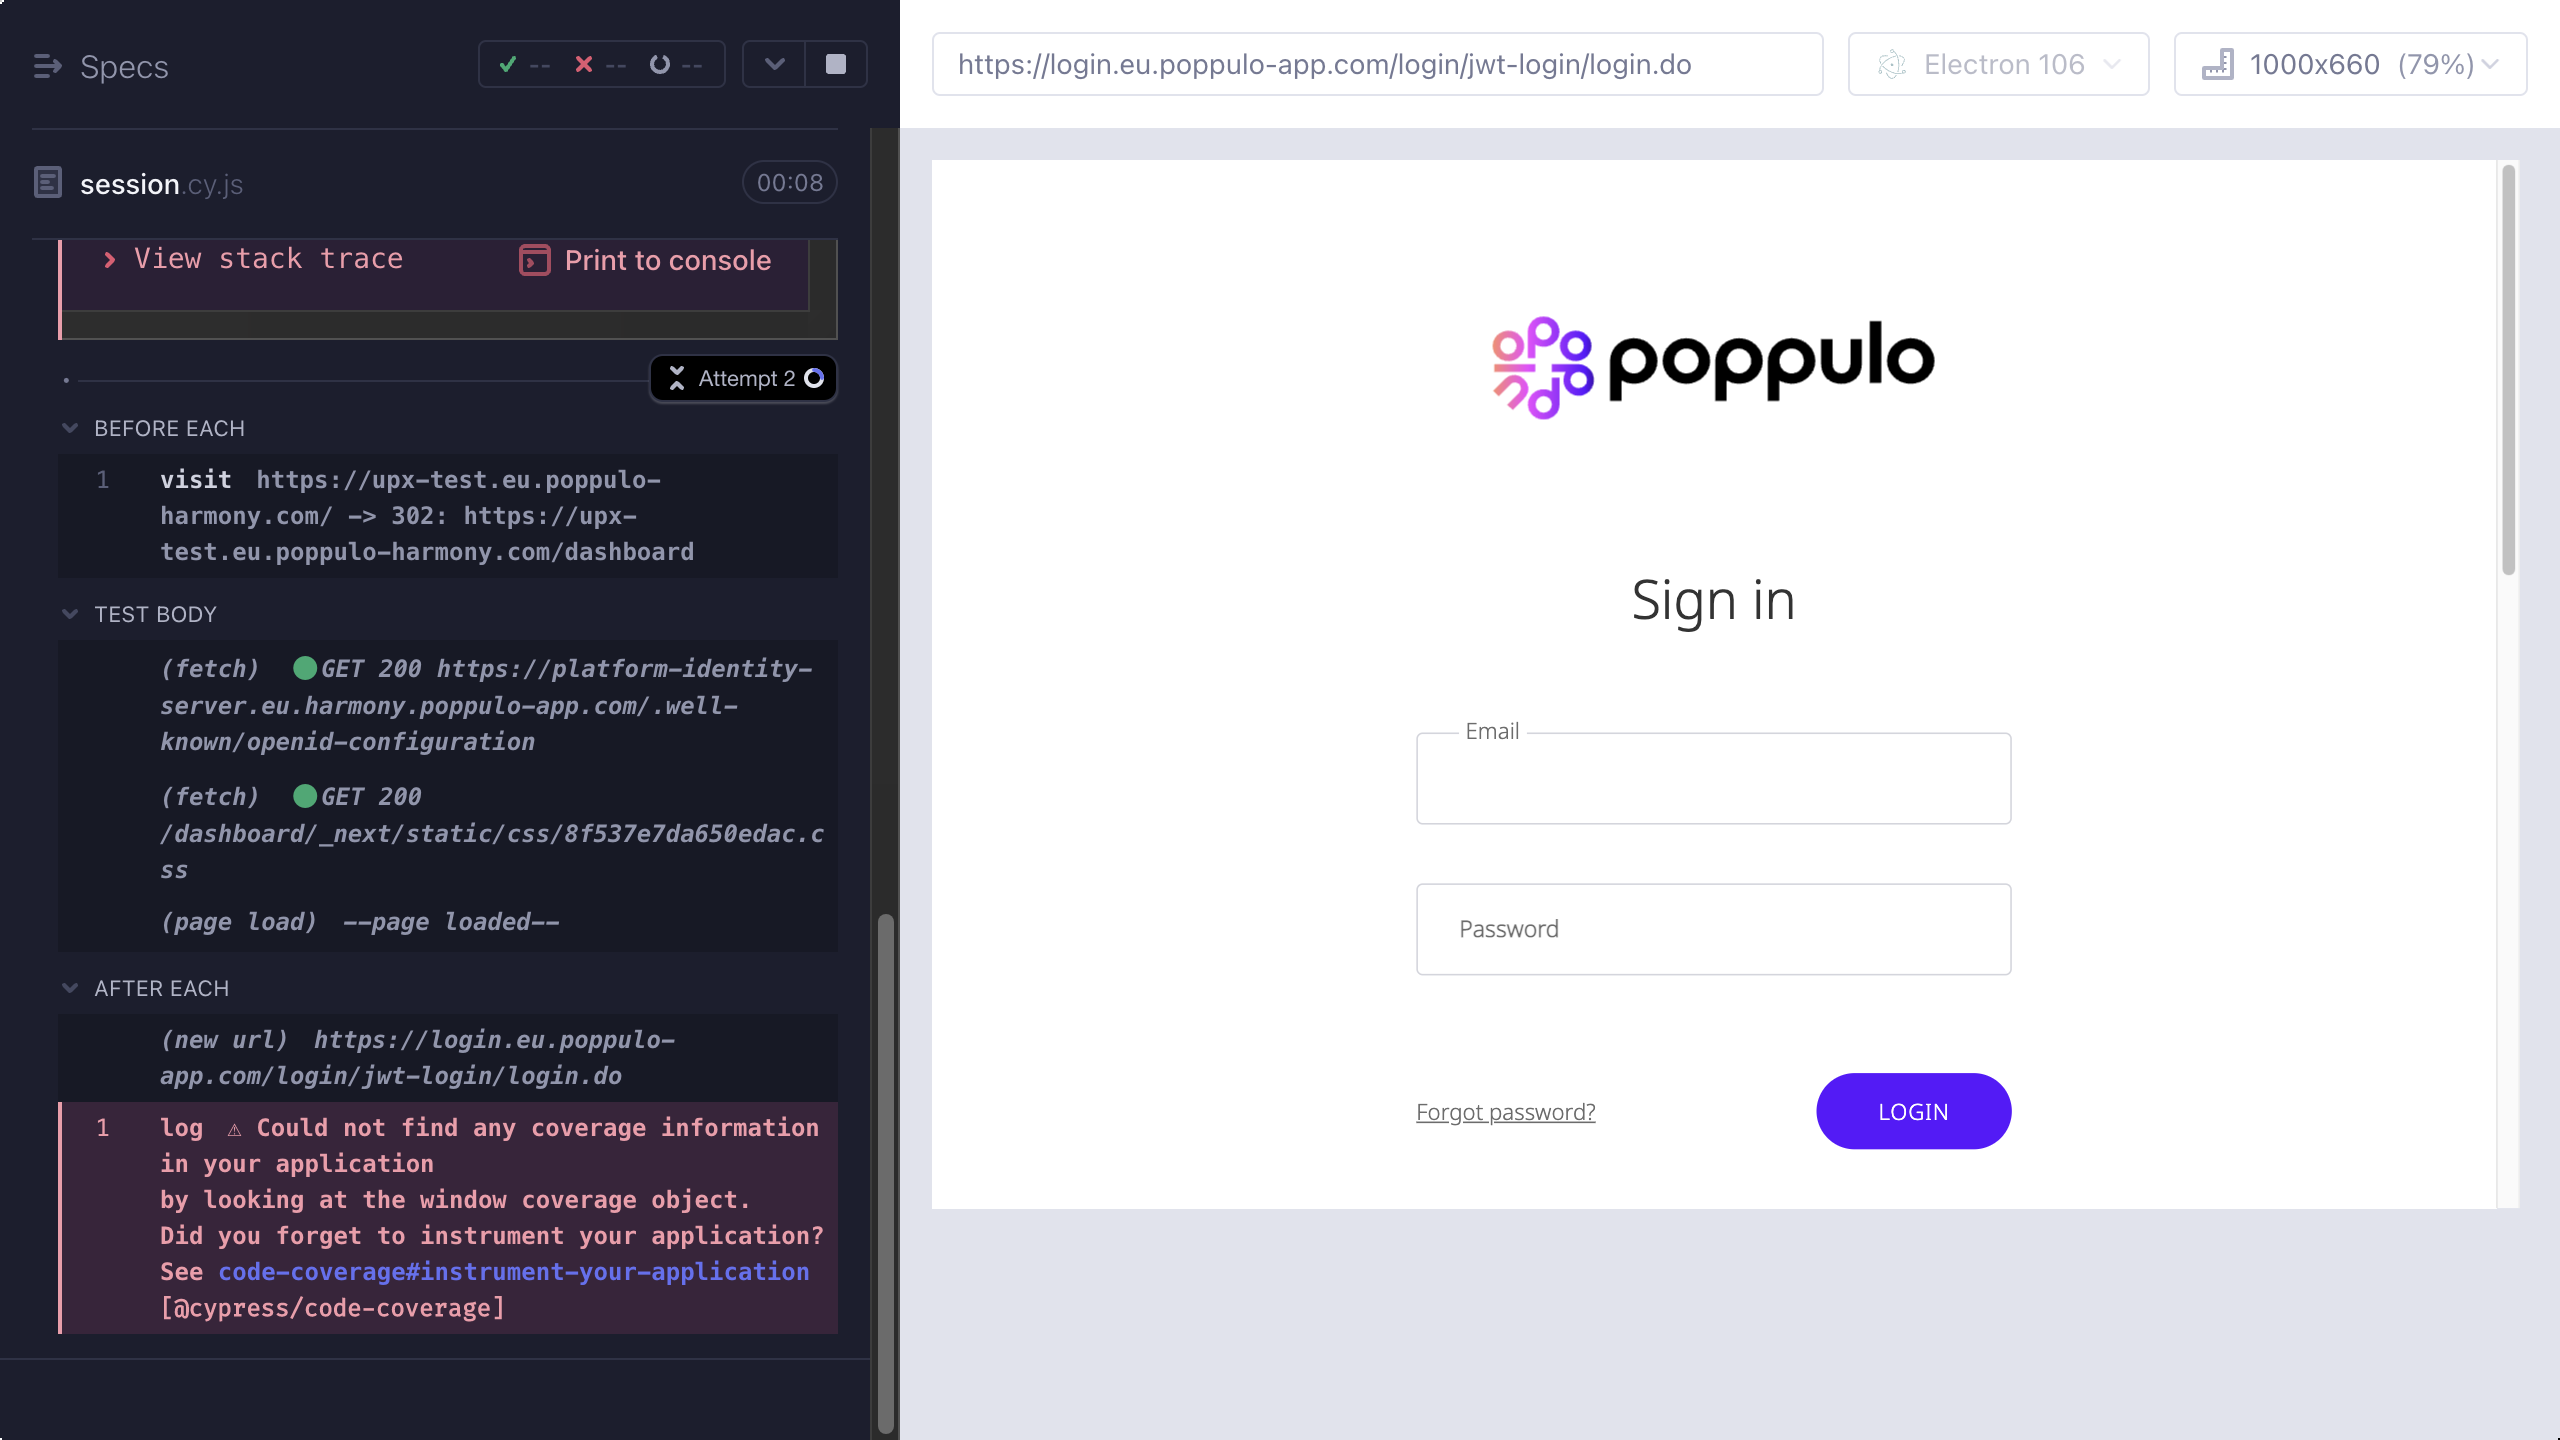 Specs
-- -- --
session.cy.js
00:08
View stack trace
Print to console
Attempt 2
BEFORE EACH
1 visit https://upx-test.eu.poppulo-
harmony.com/ -> 302: https://upx-
test.eu.poppulo-harmony.com/dashboard
TEST BODY
(fetch) GET 200 https://platform-identity-
server.eu.harmony.poppulo-app.com/.well-
known/openid-configuration
(fetch) GET 200
/dashboard/_next/static/css/8f537e7da650edac.c
ss
(page load) --page loaded--
AFTER EACH
(new url) https://login.eu.poppulo-
app.com/login/jwt-login/login.do
1 log ⚠ Could not find any coverage information
in your application
by looking at the window coverage object.
Did you forget to instrument your application?
See code-coverage#instrument-your-application
[@cypress/code-coverage]
https://login.eu.poppulo-app.com/login/jwt-login/login.do
Electron 106
1000x660 (79%)
poppulo
Sign in
Email
Password
Forgot password?
LOGIN